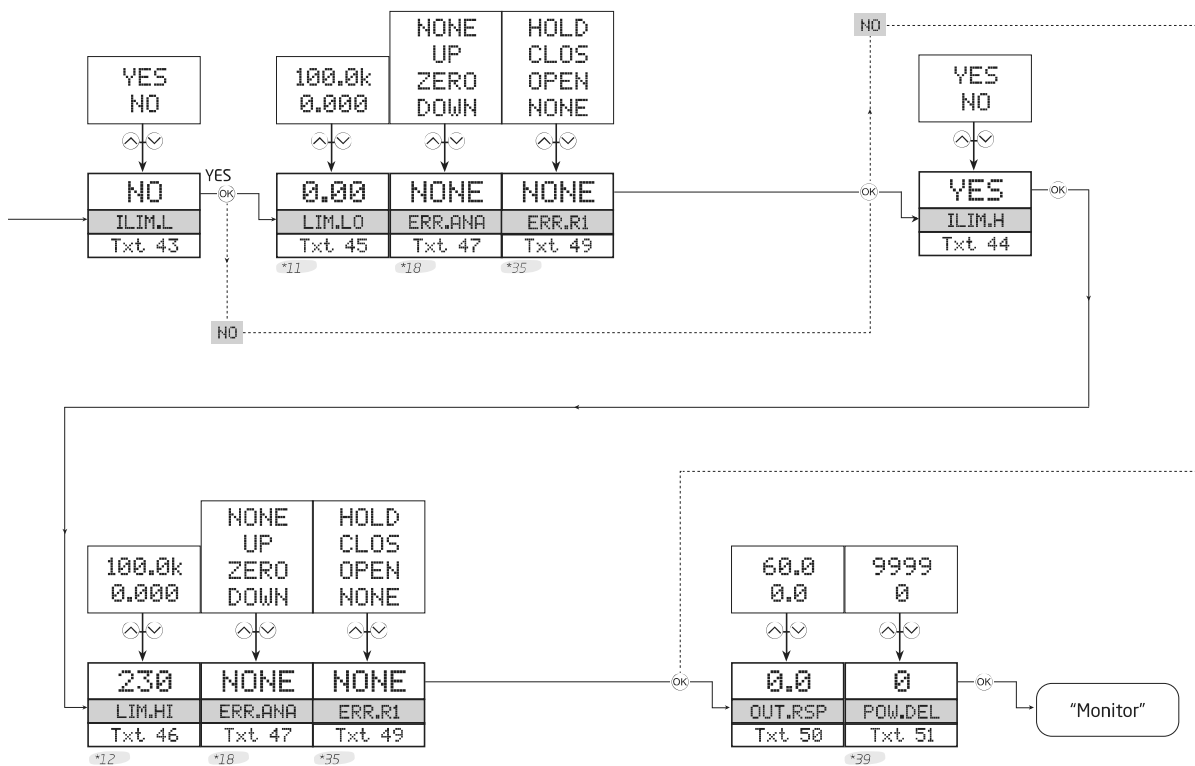 YES
NO
NO
ILIM.L
Txt 43
YES
OK
NO
100.0k
0.000
0.00
LIM.LO
Txt 45
*11
NONE
UP
ZERO
DOWN
NONE
ERR.ANA
Txt 47
*18
HOLD
CLOS
OPEN
NONE
NONE
ERR.R1
Txt 49
*35
NO
OK
YES
NO
YES
ILIM.H
Txt 44
OK
100.0k
0.000
230
LIM.HI
Txt 46
*12
NONE
UP
ZERO
DOWN
NONE
ERR.ANA
Txt 47
*18
HOLD
CLOS
OPEN
NONE
NONE
ERR.R1
Txt 49
*35
OK
60.0
0.0
0.0
OUT.RSP
Txt 50
9999
0
0
POW.DEL
Txt 51
*39
OK
"Monitor"